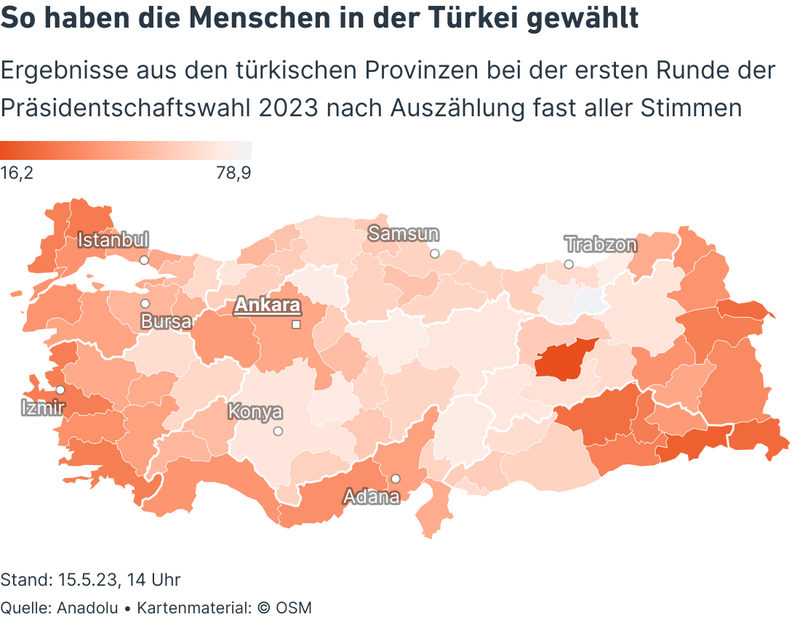 So haben die Menschen in der Türkei gewählt
Ergebnisse aus den türkischen Provinzen bei der ersten Runde der
Präsidentschaftswahl 2023 nach Auszählung fast aller Stimmen
16,2 78,9
Samsun
Istanbul
Trabzon
Ankara
Bursa
Izmir
Konya
Adana
Stand: 15.5.23, 14 Uhr
Quelle: Anadolu • Kartenmaterial: © OSM